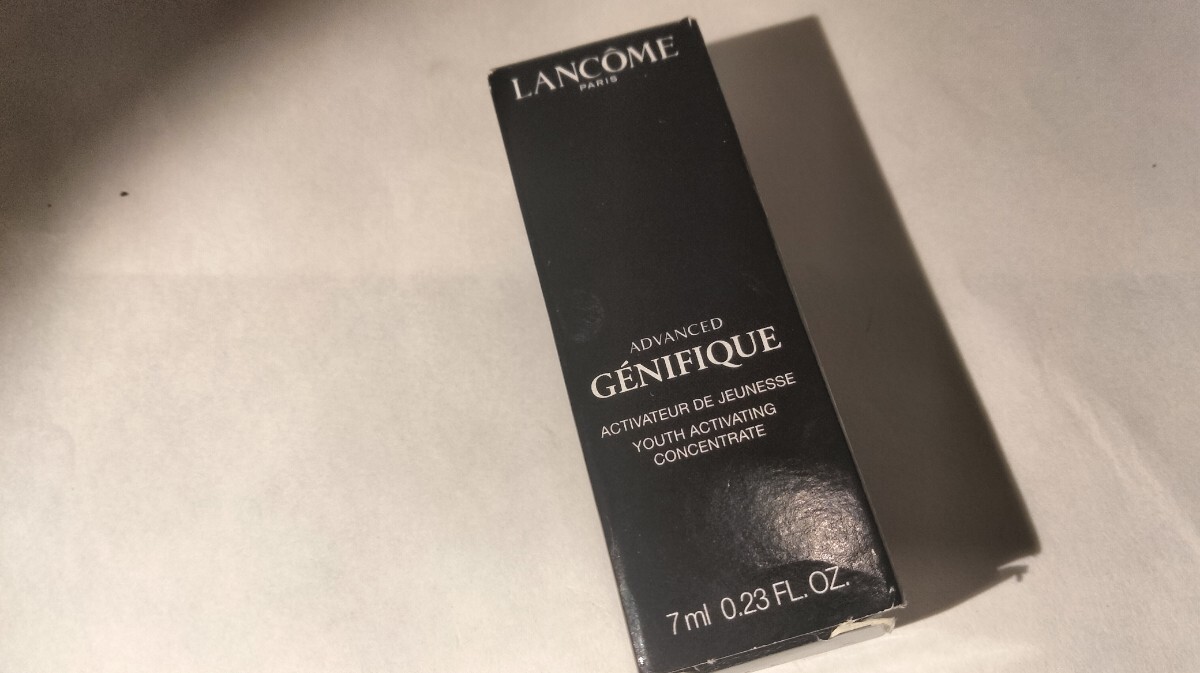 LANCÔME
PARIS
ADVANCED
GÉNIFIQUE
ACTIVATEUR DE JEUNESSE
YOUTH ACTIVATING
CONCENTRATE
7 ml 0.23 FL. OZ.